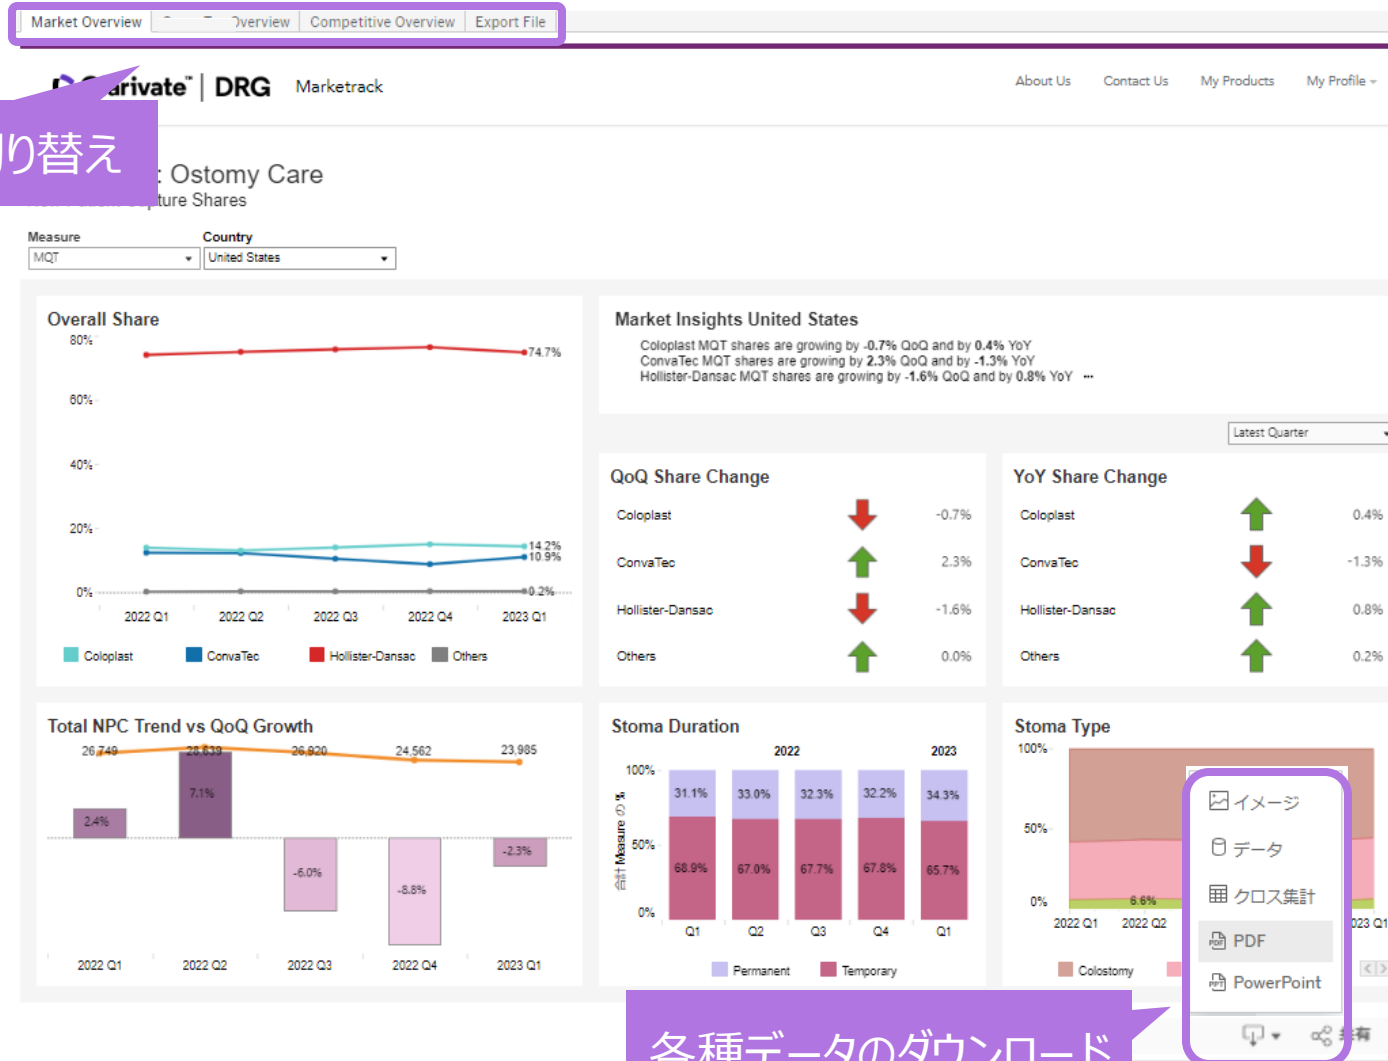 Market Overview
Overview
Competitive Overview
Export File
Clarivate™ | DRG Marketrack
About Us
Contact Us
My Products
My Profile
り替え
: Ostomy Care
ture Shares
Measure
Country
MQT
United States
Overall Share
80%
60%
40%
20%
0%
74.7%
14.2%
10.9%
0.2%
2022 Q1
2022 Q2
2022 Q3
2022 Q4
2023 Q1
Coloplast
ConvaTec
Hollister-Dansac
Others
Market Insights United States
Coloplast MQT shares are growing by -0.7% QoQ and by 0.4% YoY
ConvaTec MQT shares are growing by 2.3% QoQ and by -1.3% YoY
Hollister-Dansac MQT shares are growing by -1.6% QoQ and by 0.8% YoY ...
Latest Quarter
QoQ Share Change
Coloplast -0.7%
ConvaTec 2.3%
Hollister-Dansac -1.6%
Others 0.0%
YoY Share Change
Coloplast 0.4%
ConvaTec -1.3%
Hollister-Dansac 0.8%
Others 0.2%
Total NPC Trend vs QoQ Growth
26,749
28,639
26,920
24,562
23,985
2.4%
7.1%
-6.0%
-8.8%
-2.3%
2022 Q1
2022 Q2
2022 Q3
2022 Q4
2023 Q1
Stoma Duration
2022
2023
合計 Measure の %
100%
50%
0%
31.1%
33.0%
32.3%
32.2%
34.3%
68.9%
67.0%
67.7%
67.8%
65.7%
Q1
Q2
Q3
Q4
Q1
Permanent
Temporary
Stoma Type
100%
50%
0%
6.6%
2022 Q1
2022 Q2
023 Q1
Colostomy
イメージ
データ
クロス集計
PDF
PowerPoint
共有
各種データのダウンロード